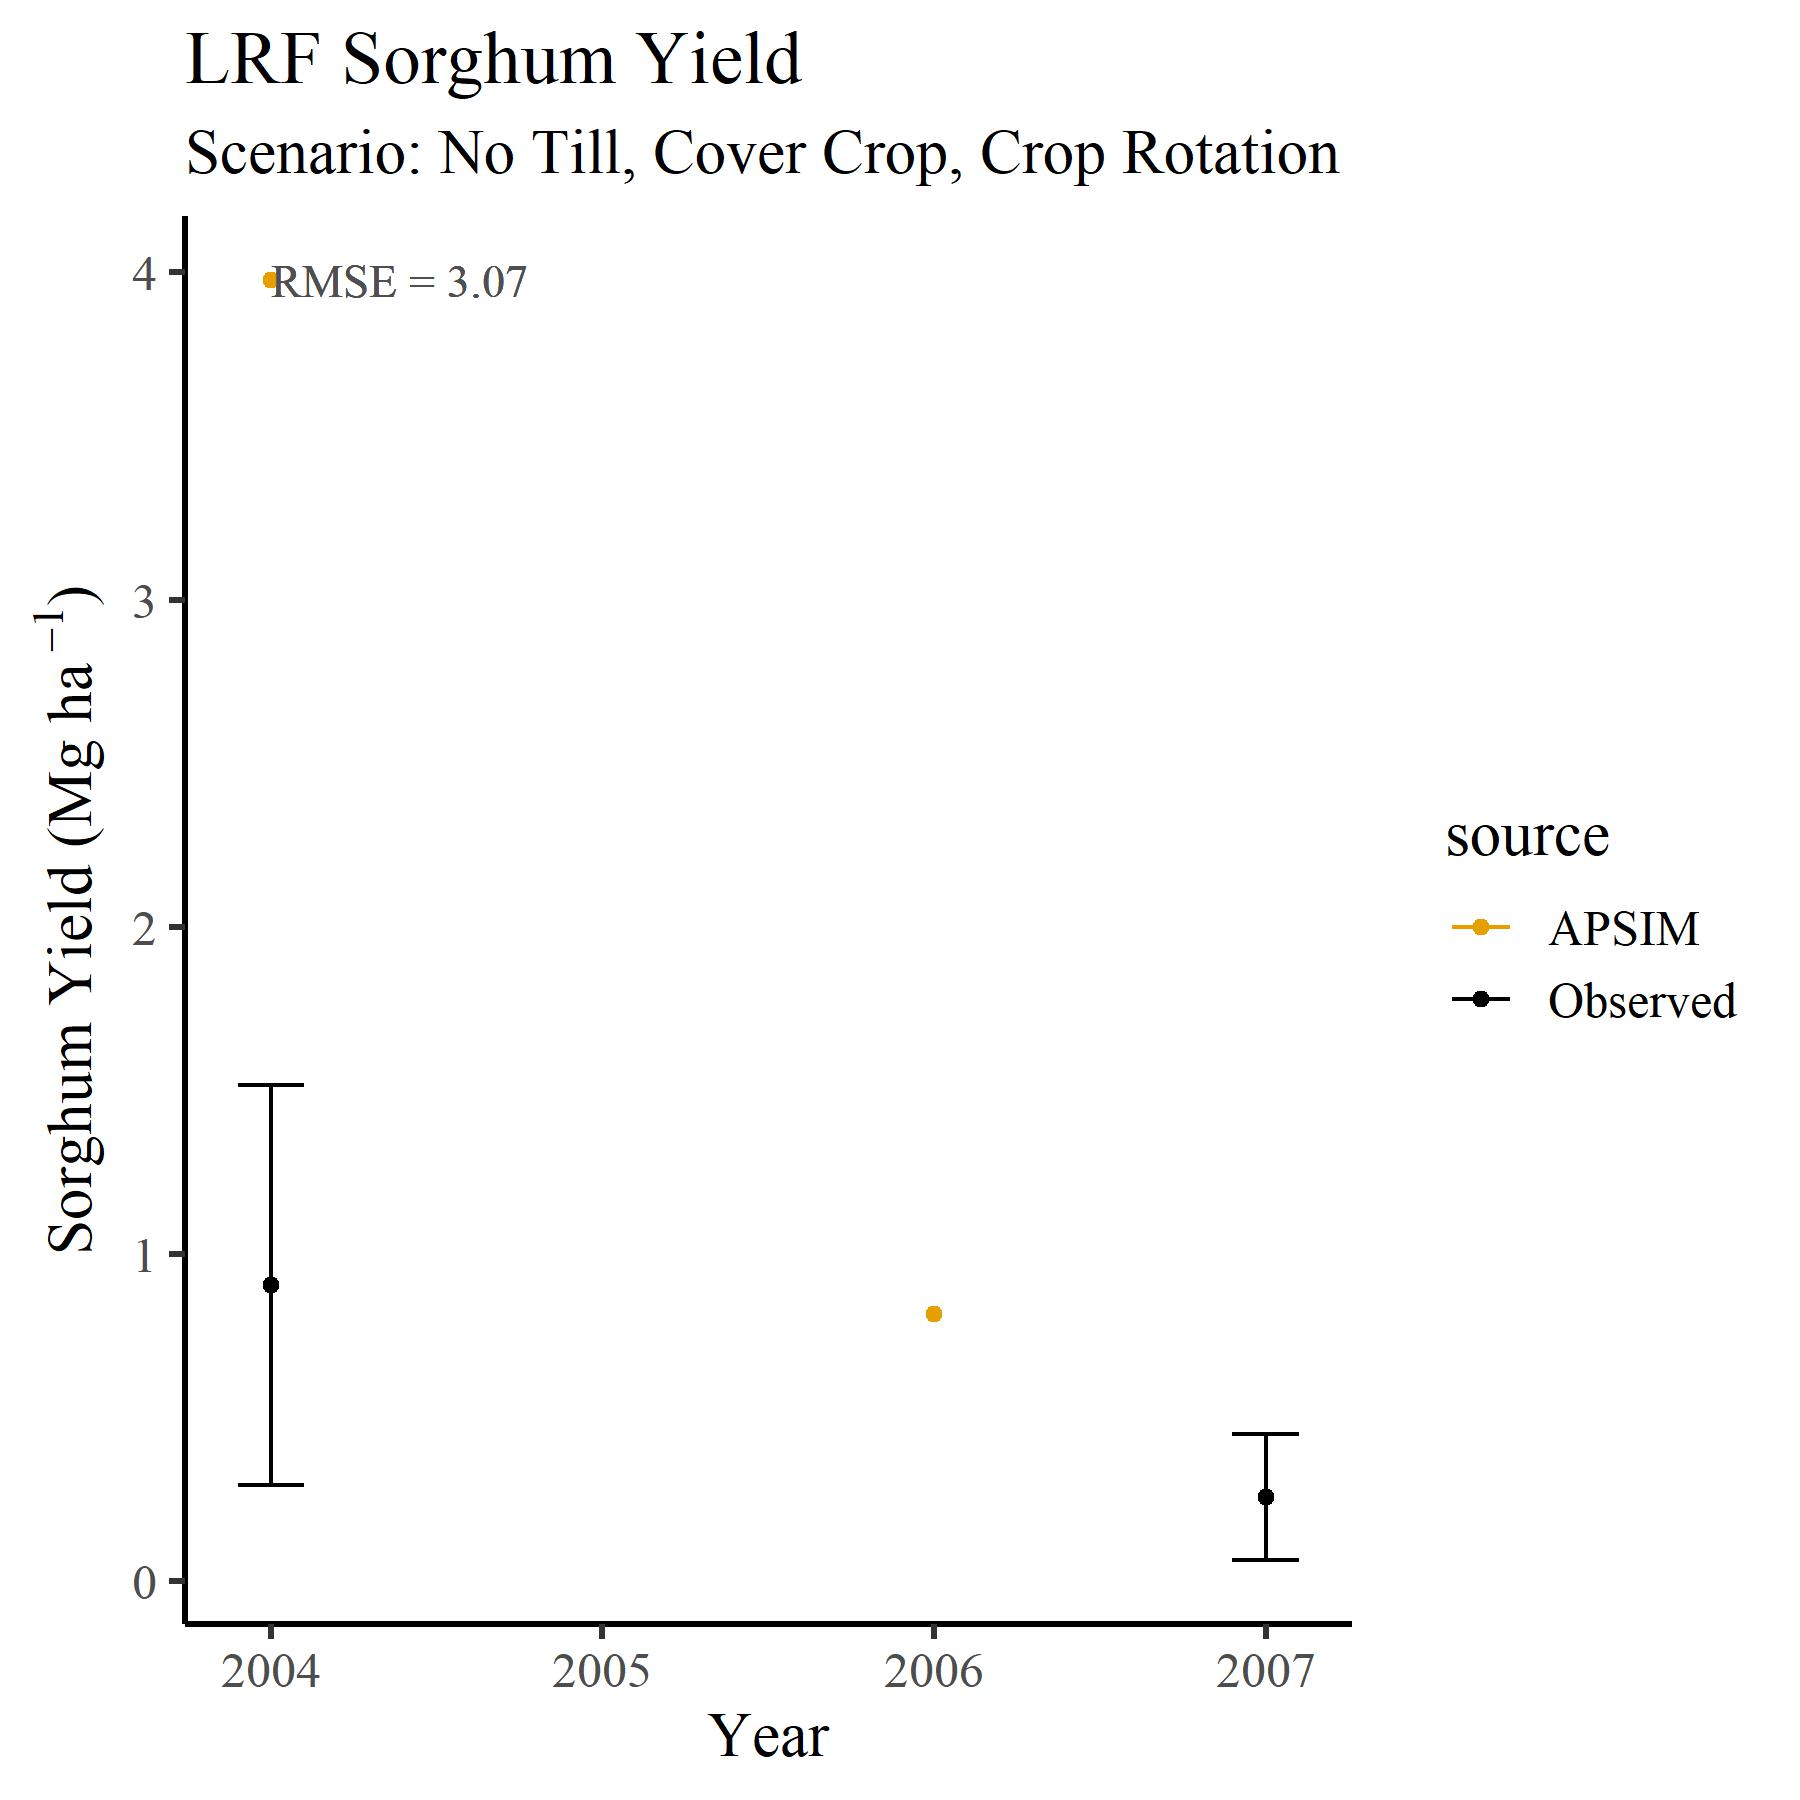 LRF Sorghum Yield
Scenario: No Till, Cover Crop, Crop Rotation
RMSE = 3.07
4
3
2
1
0
Sorghum Yield (Mg ha⁻¹)
2004 2005 2006 2007
Year
source
APSIM
Observed